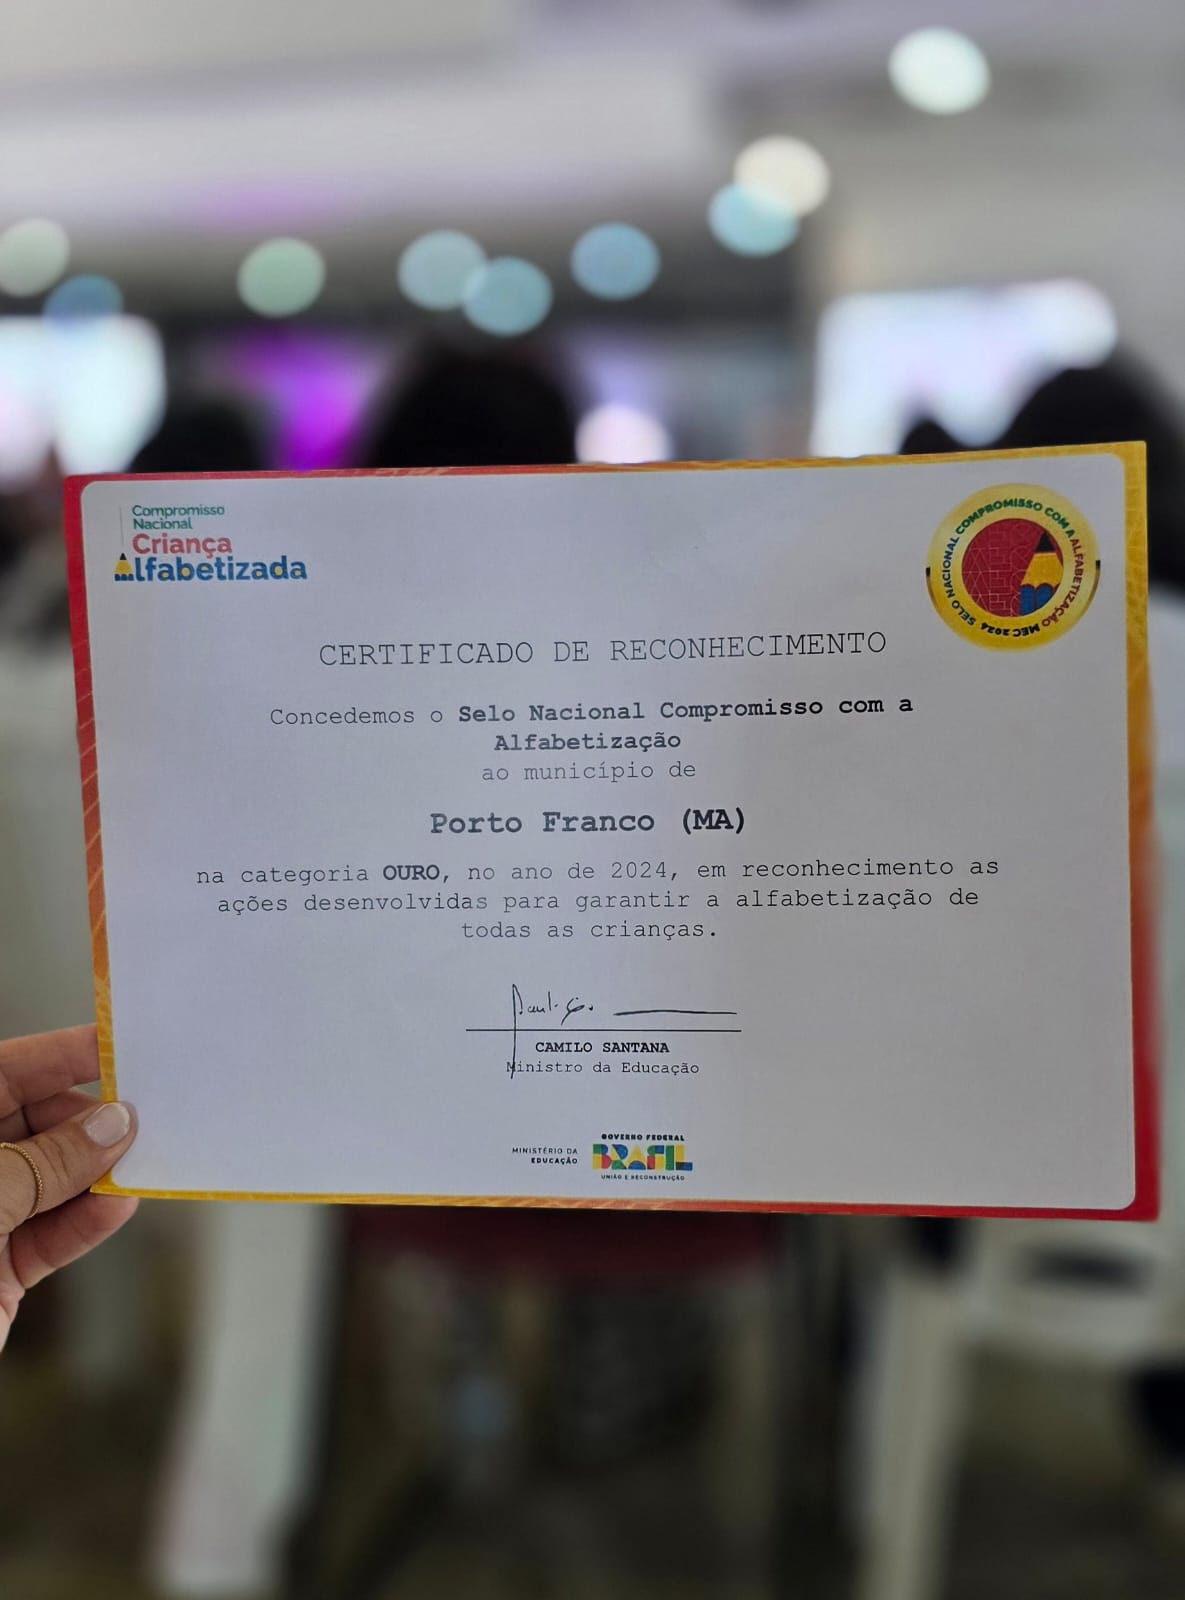 Compromisso
Nacional
Criança
Alfabetizada
SELO NACIONAL COMPROMISSO COM A ALFABETIZAÇÃO MEC 2024
CERTIFICADO DE RECONHECIMENTO
Concedemos o Selo Nacional Compromisso com a
Alfabetização
ao município de
Porto Franco (MA)
na categoria OURO, no ano de 2024, em reconhecimento as
ações desenvolvidas para garantir a alfabetização de
todas as crianças.
CAMILO SANTANA
Ministro da Educação
MINISTÉRIO DA
EDUCAÇÃO
GOVERNO FEDERAL
BRASIL
UNIÃO E RECONSTRUÇÃO